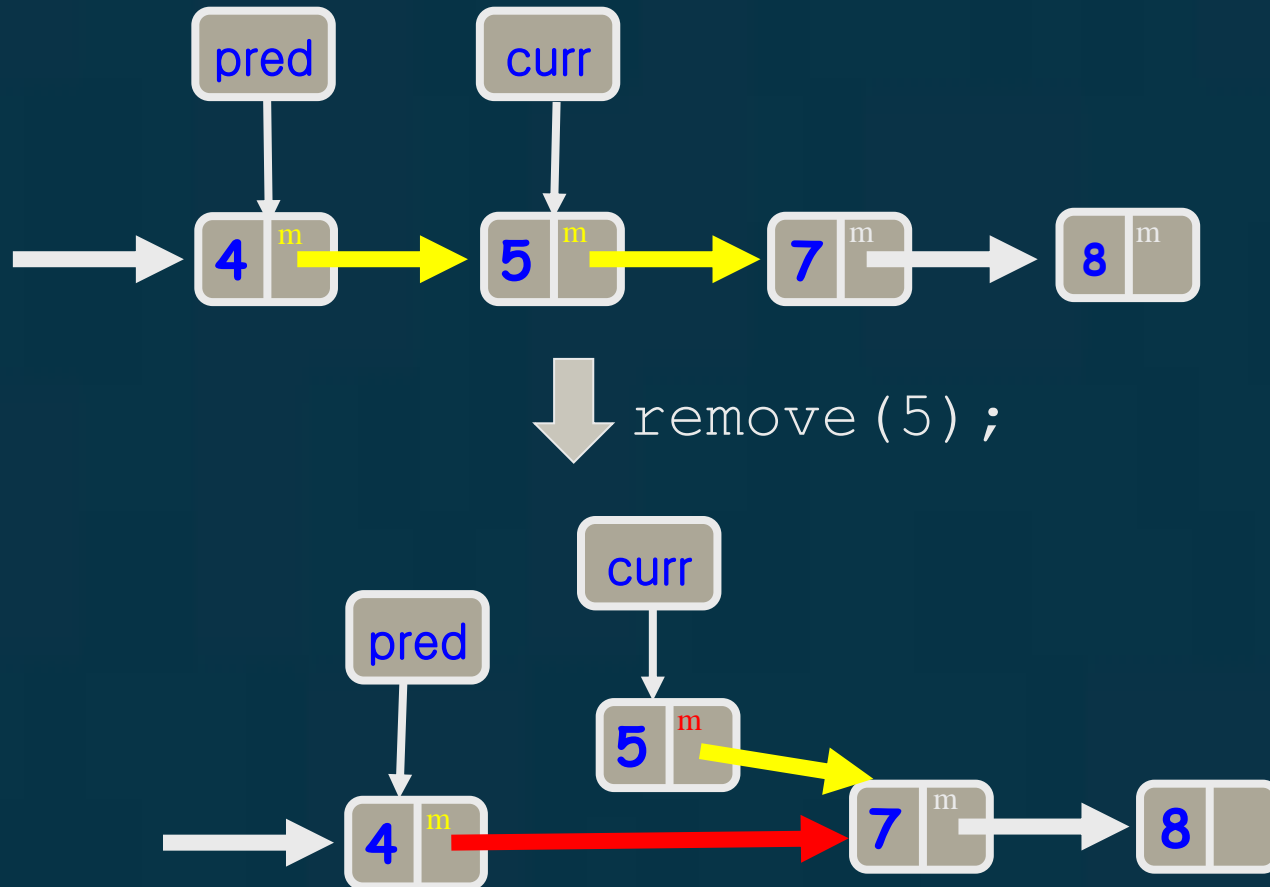 pred curr
4 m 5 m 7 m 8 m
remove(5);
curr
pred
5 m
4 m 7 m 8